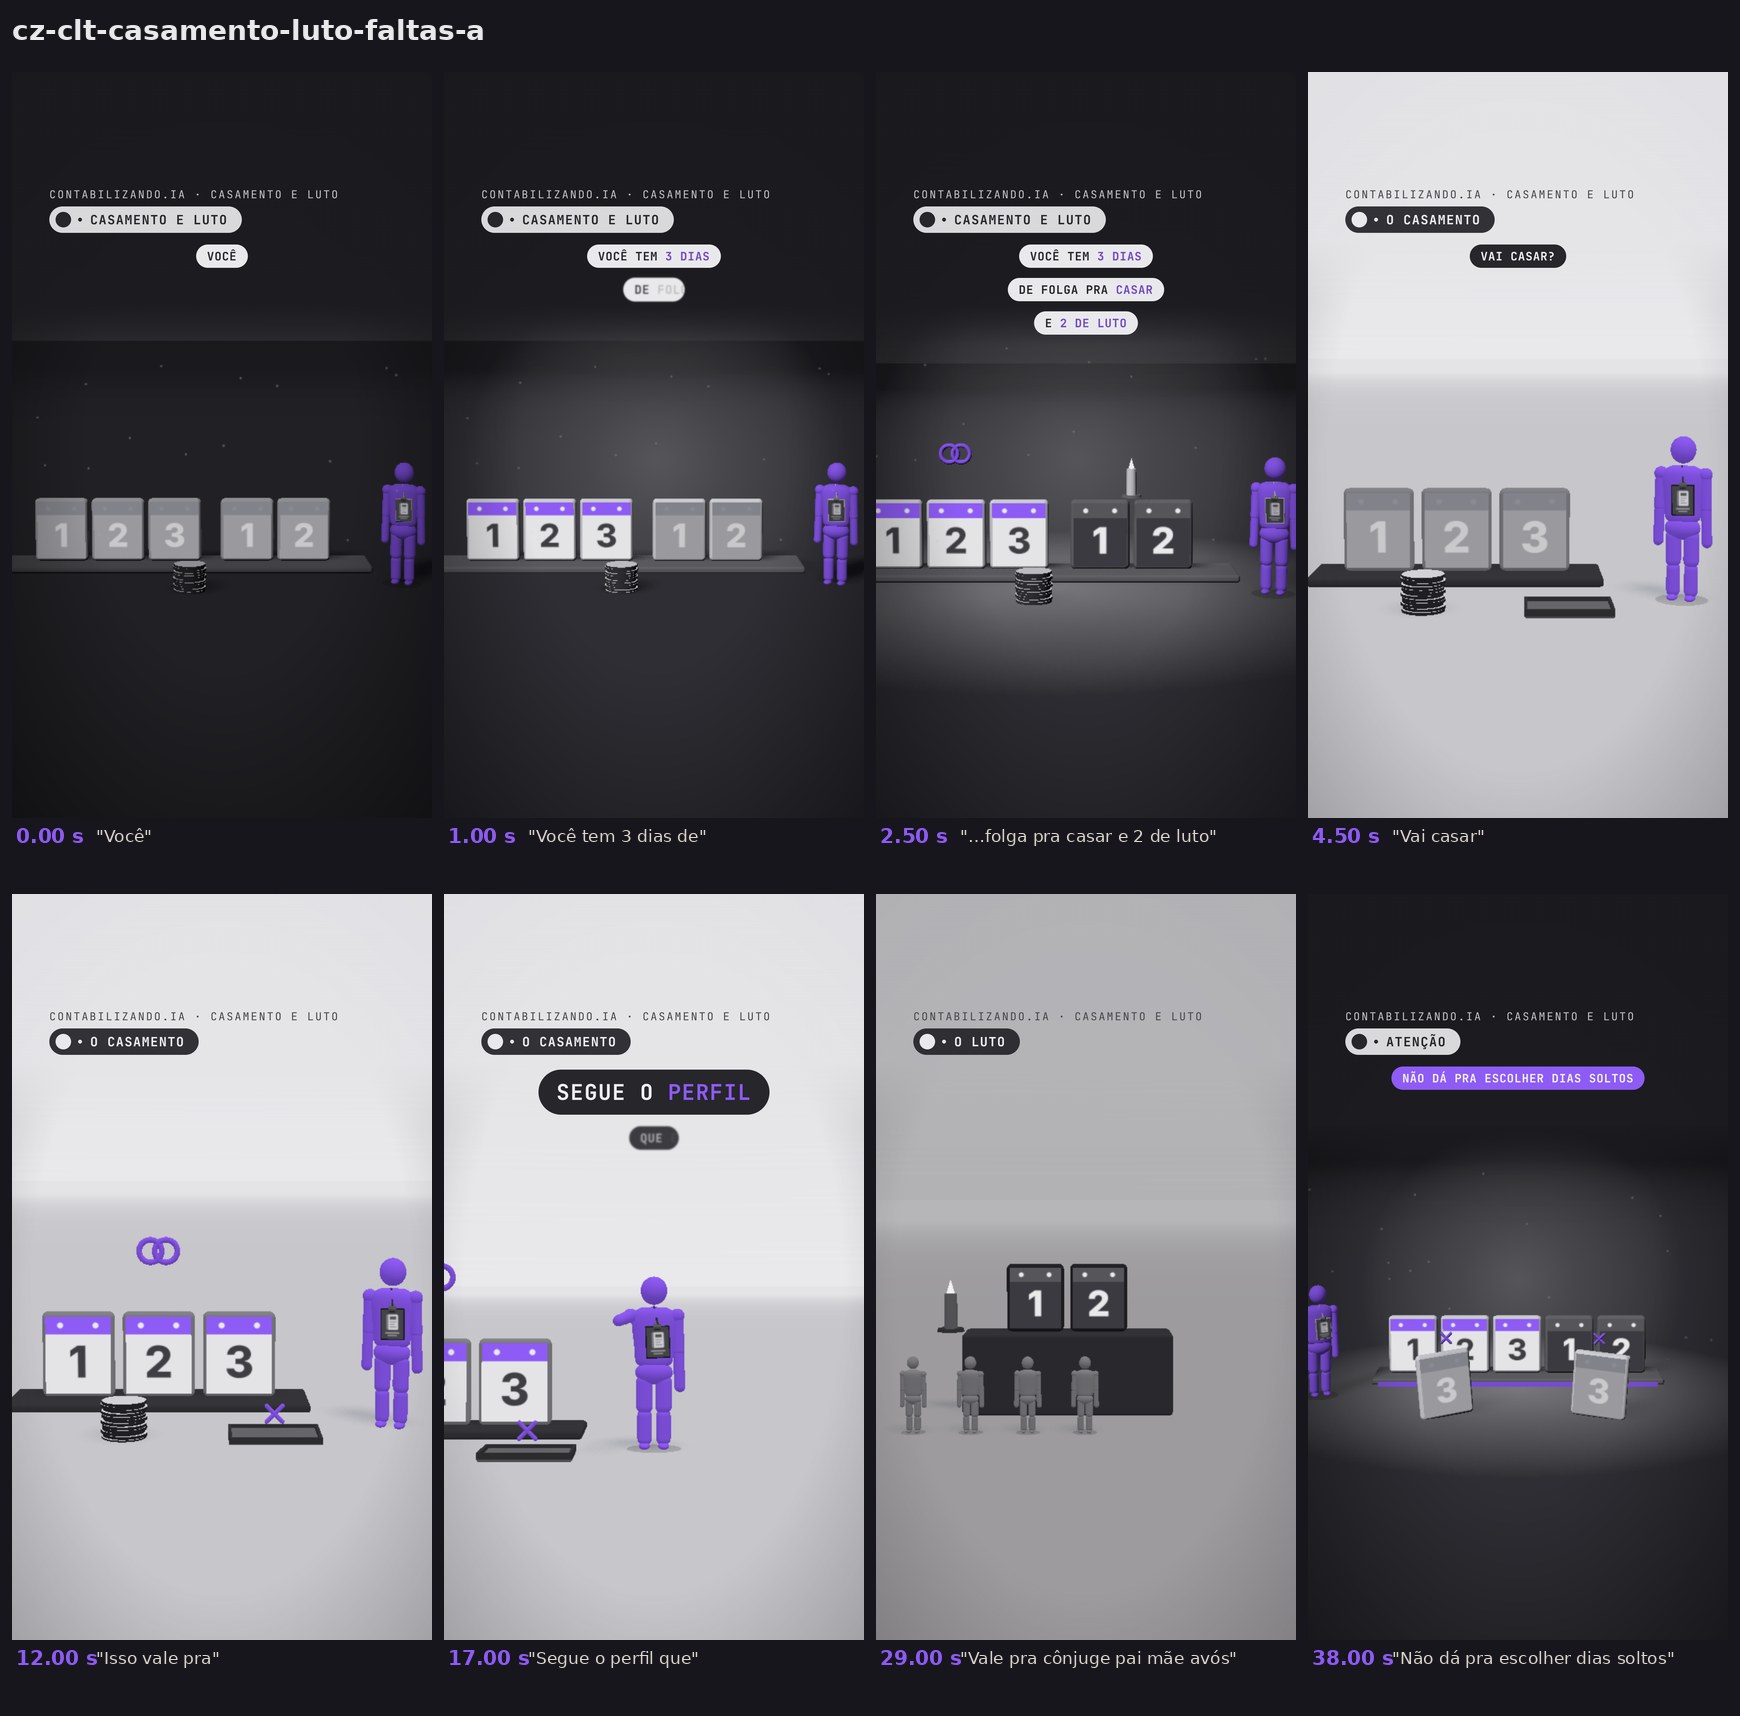 cz-clt-casamento-luto-faltas-a
CONTABILIZANDO.IA · CASAMENTO E LUTO
• CASAMENTO E LUTO
VOCÊ
1 2 3 1 2
0.00 s "Você"
CONTABILIZANDO.IA · CASAMENTO E LUTO
• CASAMENTO E LUTO
VOCÊ TEM 3 DIAS
DE FOL
1 2 3 1 2
1.00 s "Você tem 3 dias de"
CONTABILIZANDO.IA · CASAMENTO E LUTO
• CASAMENTO E LUTO
VOCÊ TEM 3 DIAS
DE FOLGA PRA CASAR
E 2 DE LUTO
1 2 3 1 2
2.50 s "...folga pra casar e 2 de luto"
CONTABILIZANDO.IA · CASAMENTO E LUTO
• O CASAMENTO
VAI CASAR?
1 2 3
4.50 s "Vai casar"
CONTABILIZANDO.IA · CASAMENTO E LUTO
• O CASAMENTO
1 2 3
12.00 s "Isso vale pra"
CONTABILIZANDO.IA · CASAMENTO E LUTO
• O CASAMENTO
SEGUE O PERFIL
QUE
3
17.00 s "Segue o perfil que"
CONTABILIZANDO.IA · CASAMENTO E LUTO
• O LUTO
1 2
29.00 s "Vale pra cônjuge pai mãe avós"
CONTABILIZANDO.IA · CASAMENTO E LUTO
• ATENÇÃO
NÃO DÁ PRA ESCOLHER DIAS SOLTOS
1 2 3 1 2
3 3
38.00 s "Não dá pra escolher dias soltos"